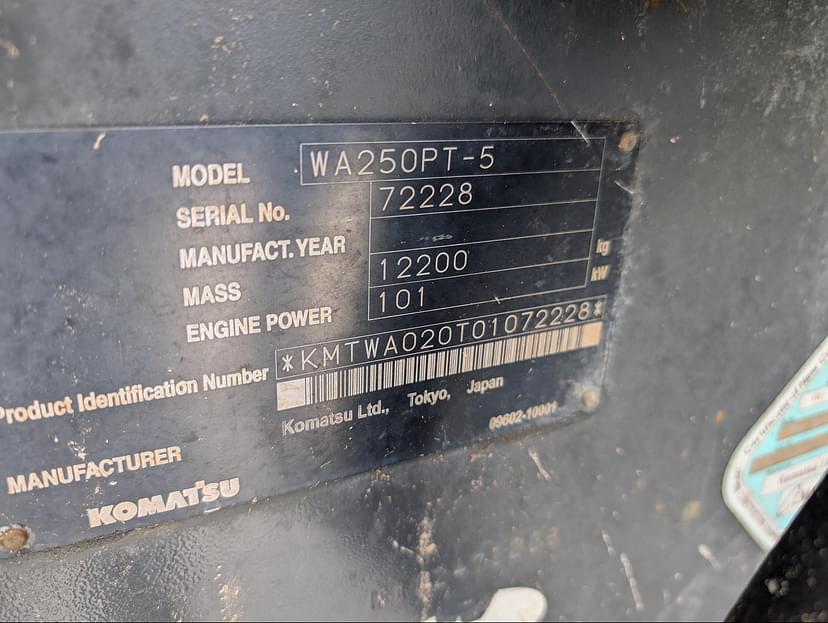 MODEL WA250PT-5
SERIAL No. 72228
MANUFACT. YEAR
MASS 12200 kg
ENGINE POWER 101 kW
Product Identification Number *KMTWA020T01072228*
MANUFACTURER Komatsu Ltd., Tokyo, Japan
KOMATSU 09602-10001